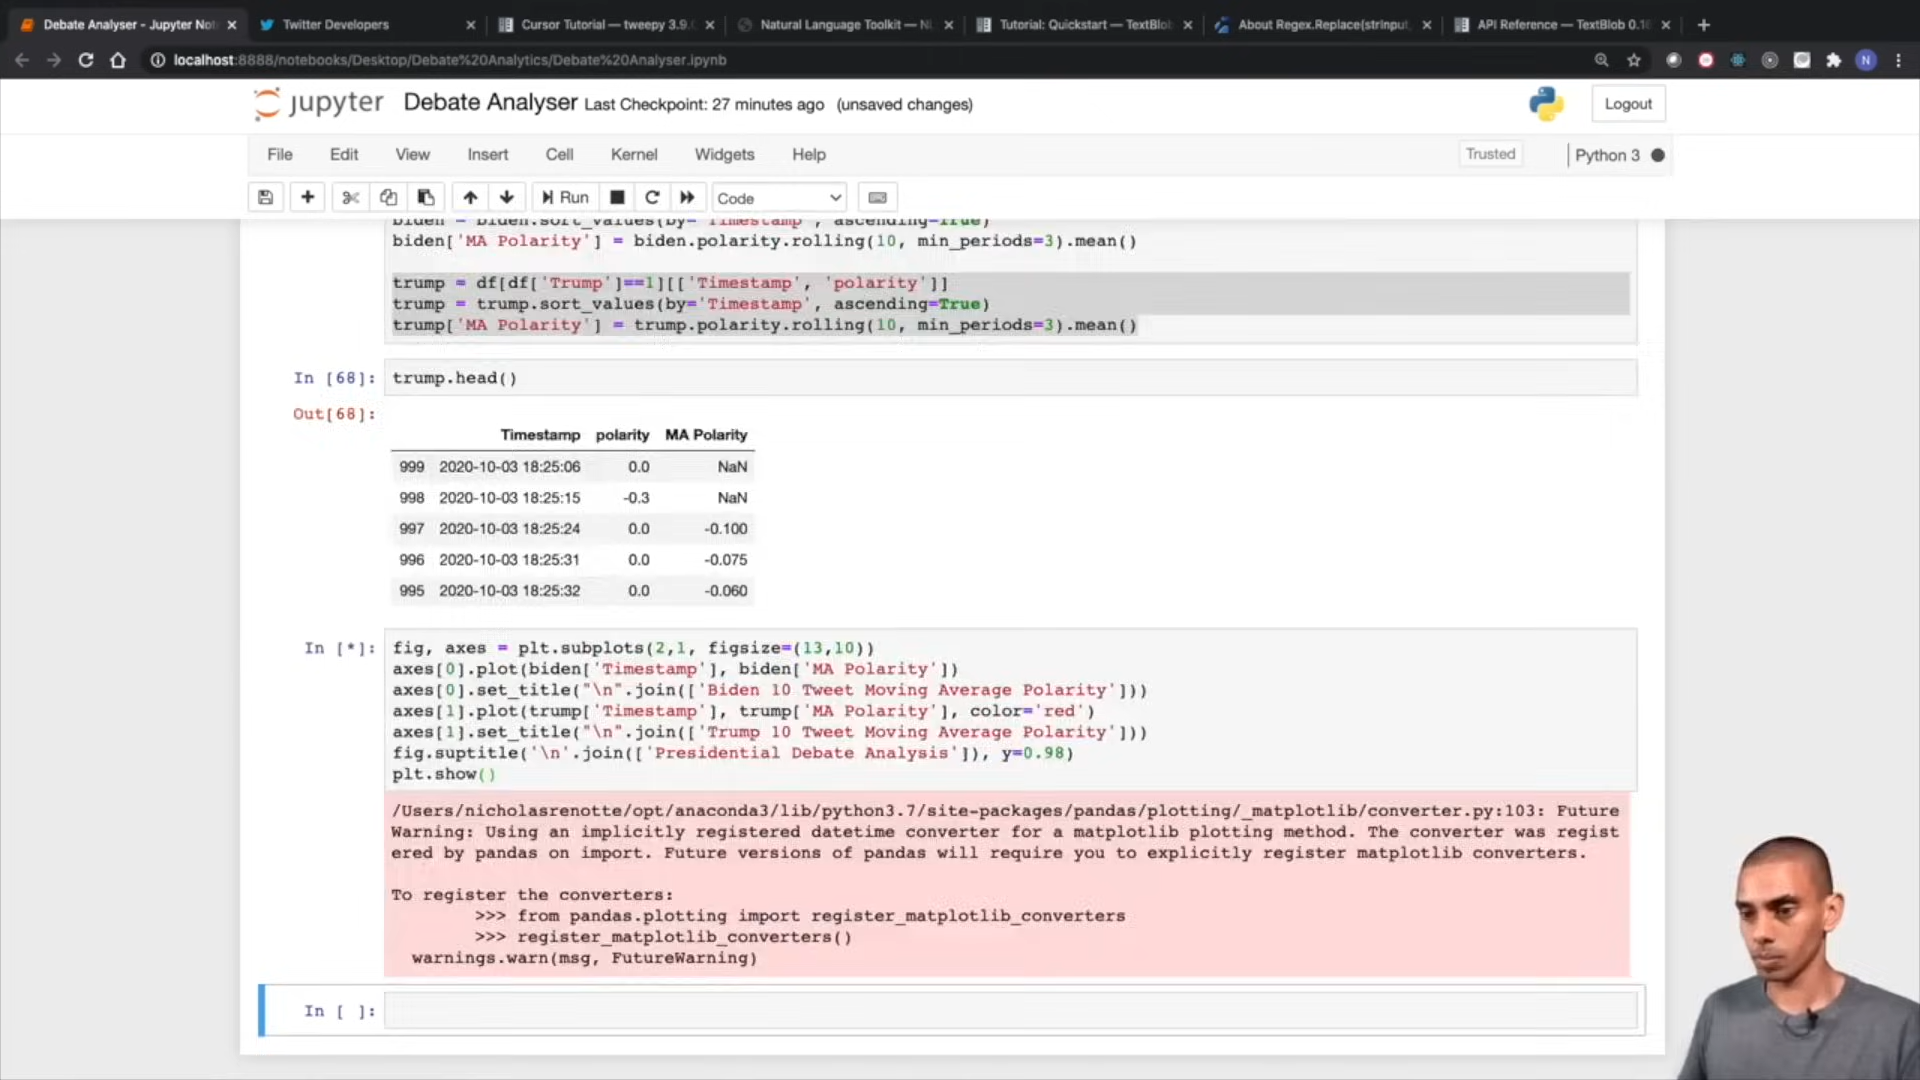 Debate Analyser - Jupyter Not
Twitter Developers
Cursor Tutorial — tweepy 3.9.0
Natural Language Toolkit — NL
Tutorial: Quickstart — TextBlob
About Regex.Replace(strInput,
API Reference — TextBlob 0.16
localhost:8888/notebooks/Desktop/Debate%20Analytics/Debate%20Analyser.ipynb
N
jupyter Debate Analyser Last Checkpoint: 27 minutes ago (unsaved changes)
Logout
File Edit View Insert Cell Kernel Widgets Help
Trusted
Python 3
Run
Code
biden = biden.sort_values(by='Timestamp', ascending=True)
biden['MA Polarity'] = biden.polarity.rolling(10, min_periods=3).mean()
trump = df[df['Trump']==1][['Timestamp', 'polarity']]
trump = trump.sort_values(by='Timestamp', ascending=True)
trump['MA Polarity'] = trump.polarity.rolling(10, min_periods=3).mean()
In [68]: trump.head()
Out[68]:
Timestamp polarity MA Polarity
999 2020-10-03 18:25:06 0.0 NaN
998 2020-10-03 18:25:15 -0.3 NaN
997 2020-10-03 18:25:24 0.0 -0.100
996 2020-10-03 18:25:31 0.0 -0.075
995 2020-10-03 18:25:32 0.0 -0.060
In [*]: fig, axes = plt.subplots(2,1, figsize=(13,10))
axes[0].plot(biden['Timestamp'], biden['MA Polarity'])
axes[0].set_title("\n".join(['Biden 10 Tweet Moving Average Polarity']))
axes[1].plot(trump['Timestamp'], trump['MA Polarity'], color='red')
axes[1].set_title("\n".join(['Trump 10 Tweet Moving Average Polarity']))
fig.suptitle('\n'.join(['Presidential Debate Analysis']), y=0.98)
plt.show()
/Users/nicholasrenotte/opt/anaconda3/lib/python3.7/site-packages/pandas/plotting/_matplotlib/converter.py:103: Future
Warning: Using an implicitly registered datetime converter for a matplotlib plotting method. The converter was regist
ered by pandas on import. Future versions of pandas will require you to explicitly register matplotlib converters.
To register the converters:
>>> from pandas.plotting import register_matplotlib_converters
>>> register_matplotlib_converters()
warnings.warn(msg, FutureWarning)
In [ ]: